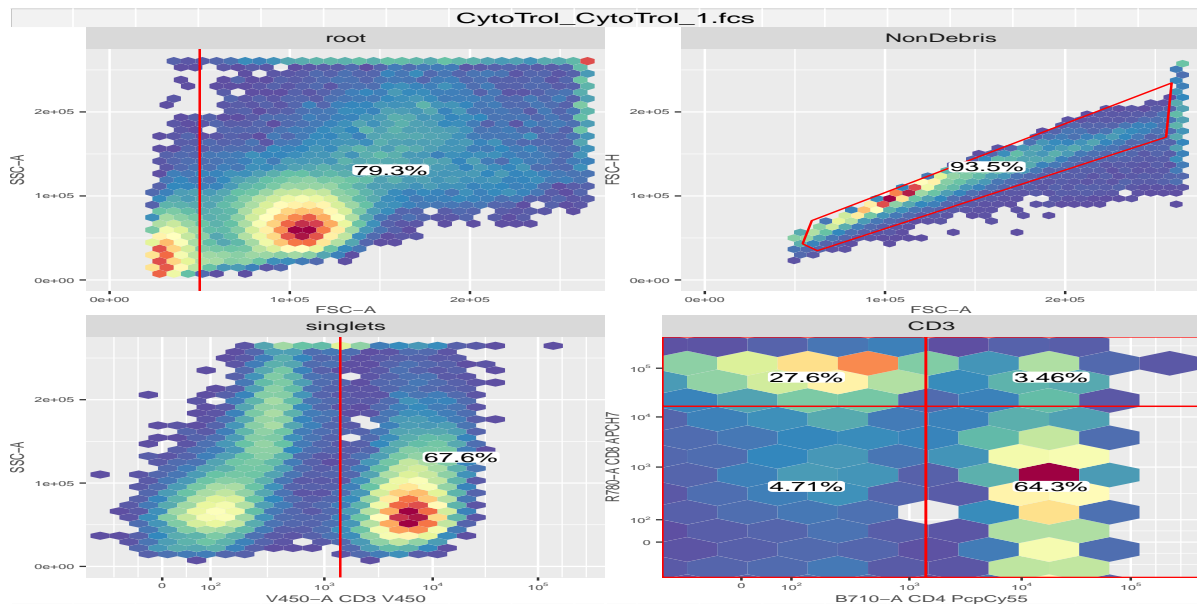 CytoTrol_CytoTrol_1.fcs
root
SSC-A
2e+05
1e+05
0e+00
79.3%
0e+00 1e+05 2e+05
FSC-A
NonDebris
FSC-H
2e+05
1e+05
0e+00
93.5%
0e+00 1e+05 2e+05
FSC-A
singlets
SSC-A
2e+05
1e+05
0e+00
67.6%
0 10² 10³ 10⁴ 10⁵
V450-A CD3 V450
CD3
R780-A CD8 APCH7
10⁵
10⁴
10³
10²
0
27.6% 3.46%
4.71% 64.3%
0 10² 10³ 10⁴ 10⁵
B710-A CD4 PcpCy55